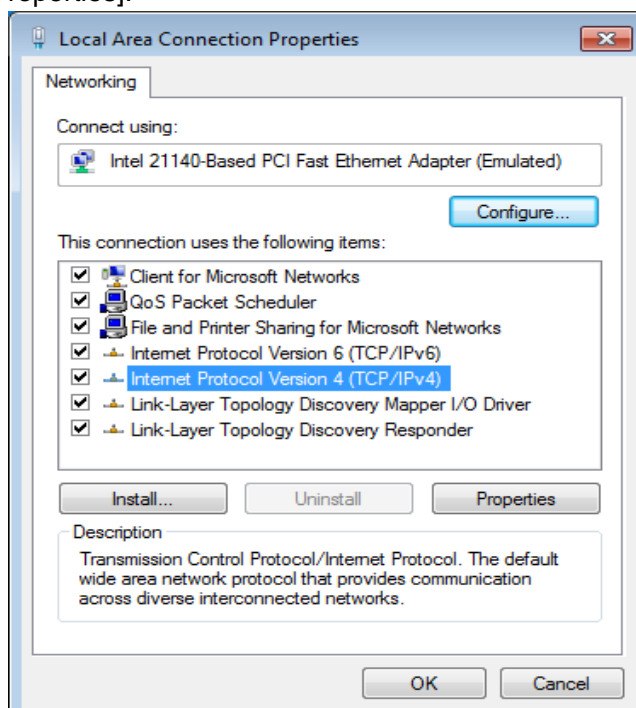 roperties].
Local Area Connection Properties
Networking
Connect using:
Intel 21140-Based PCI Fast Ethernet Adapter (Emulated)
Configure...
This connection uses the following items:
Client for Microsoft Networks
QoS Packet Scheduler
File and Printer Sharing for Microsoft Networks
Internet Protocol Version 6 (TCP/IPv6)
Internet Protocol Version 4 (TCP/IPv4)
Link-Layer Topology Discovery Mapper I/O Driver
Link-Layer Topology Discovery Responder
Install...
Uninstall
Properties
Description
Transmission Control Protocol/Internet Protocol. The default
wide area network protocol that provides communication
across diverse interconnected networks.
OK
Cancel